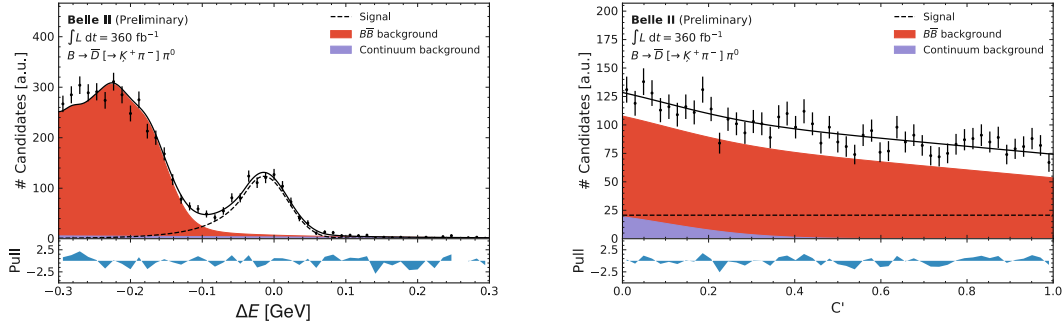 Belle II (Preliminary)
∫L dt = 360 fb⁻¹
B → D̅ [→ K⁺π⁻] π⁰
Signal
BB̅ background
Continuum background
# Candidates [a.u.]
400
300
200
100
0
Pull
2.5
−2.5
−0.3 −0.2 −0.1 0.0 0.1 0.2 0.3
ΔE [GeV]
Belle II (Preliminary)
∫L dt = 360 fb⁻¹
B → D̅ [→ K⁺π⁻] π⁰
Signal
BB̅ background
Continuum background
# Candidates [a.u.]
200
175
150
125
100
75
50
25
0
Pull
2.5
−2.5
0.0 0.2 0.4 0.6 0.8 1.0
C'